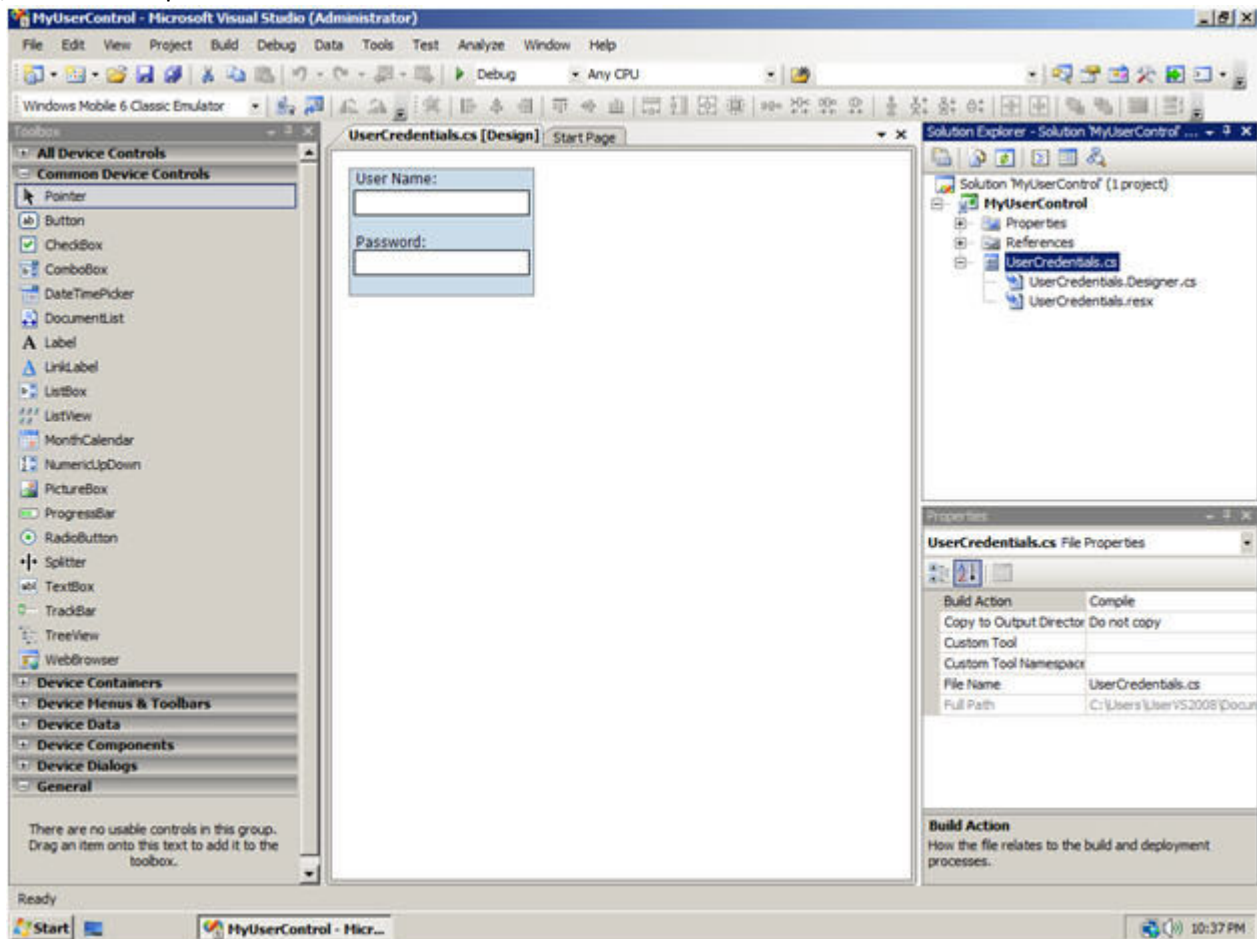 MyUserControl - Microsoft Visual Studio (Administrator)
File Edit View Project Build Debug Data Tools Test Analyze Window Help
Debug Any CPU
Windows Mobile 6 Classic Emulator
Toolbox
All Device Controls
Common Device Controls
Pointer
Button
CheckBox
ComboBox
DateTimePicker
DocumentList
Label
LinkLabel
ListBox
ListView
MonthCalendar
NumericUpDown
PictureBox
ProgressBar
RadioButton
Splitter
TextBox
TrackBar
TreeView
WebBrowser
Device Containers
Device Menus & Toolbars
Device Data
Device Components
Device Dialogs
General
There are no usable controls in this group.
Drag an item onto this text to add it to the
toolbox.
UserCredentials.cs [Design] Start Page
User Name:
Password:
Solution Explorer - Solution 'MyUserControl' ...
Solution 'MyUserControl' (1 project)
MyUserControl
Properties
References
UserCredentials.cs
UserCredentials.Designer.cs
UserCredentials.resx
Properties
UserCredentials.cs File Properties
Build Action Compile
Copy to Output Director Do not copy
Custom Tool
Custom Tool Namespace
File Name UserCredentials.cs
Full Path C:\Users\UserVS2008\Docum
Build Action
How the file relates to the build and deployment
processes.
Ready
Start MyUserControl - Micr... 10:37 PM